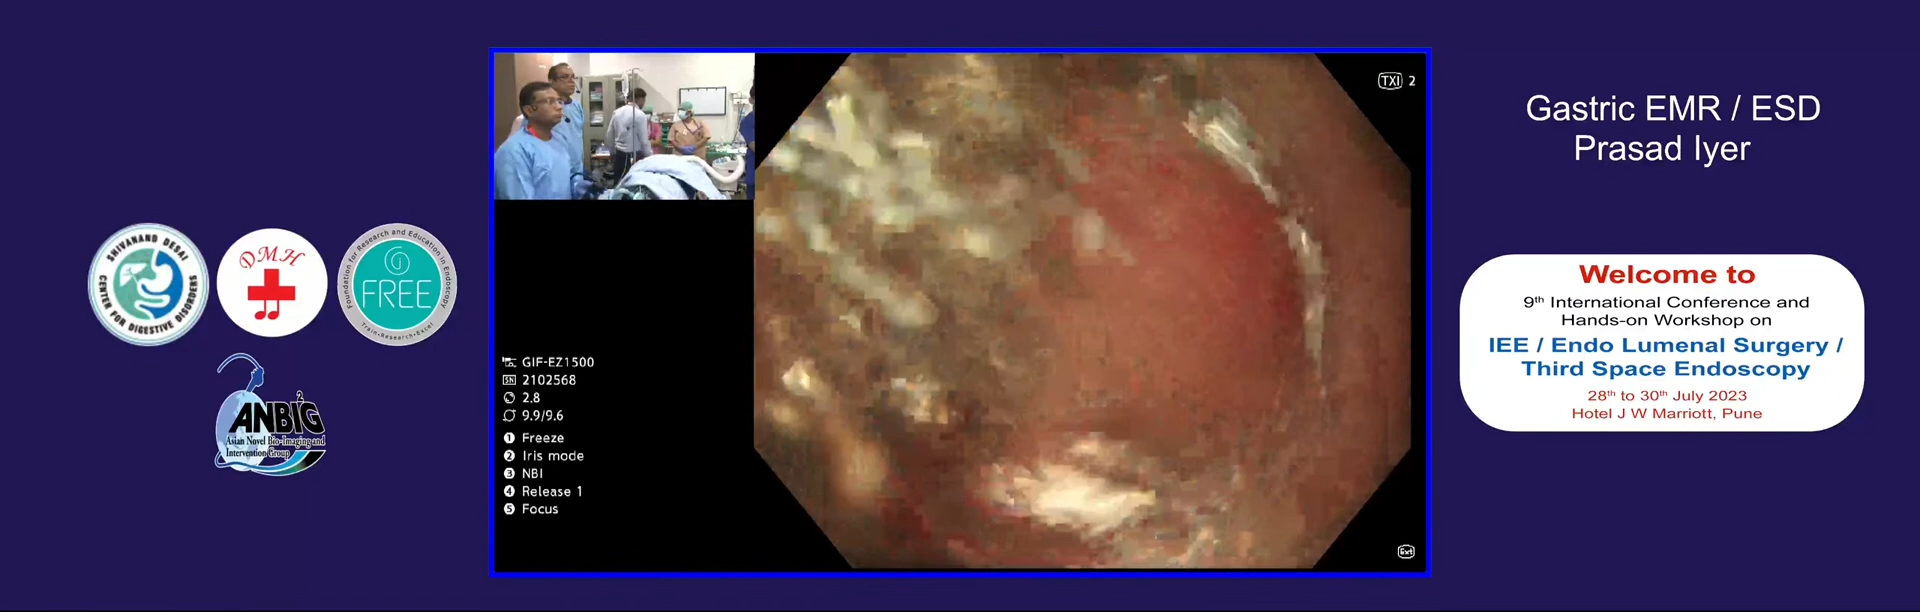 SHIVANAND DESAI
CENTER FOR DIGESTIVE DISORDERS
DMH
Foundation for Research and Education in Endoscopy
FREE
Train•Research•Excel
ANBIG
2
Asian Novel Bio-Imaging and
Intervention Group
TXI 2
GIF-EZ1500
SN 2102568
2.8
9.9/9.6
1 Freeze
2 Iris mode
3 NBI
4 Release 1
5 Focus
Ext
Gastric EMR / ESD
Prasad Iyer
Welcome to
9th International Conference and
Hands-on Workshop on
IEE / Endo Lumenal Surgery /
Third Space Endoscopy
28th to 30th July 2023
Hotel J W Marriott, Pune